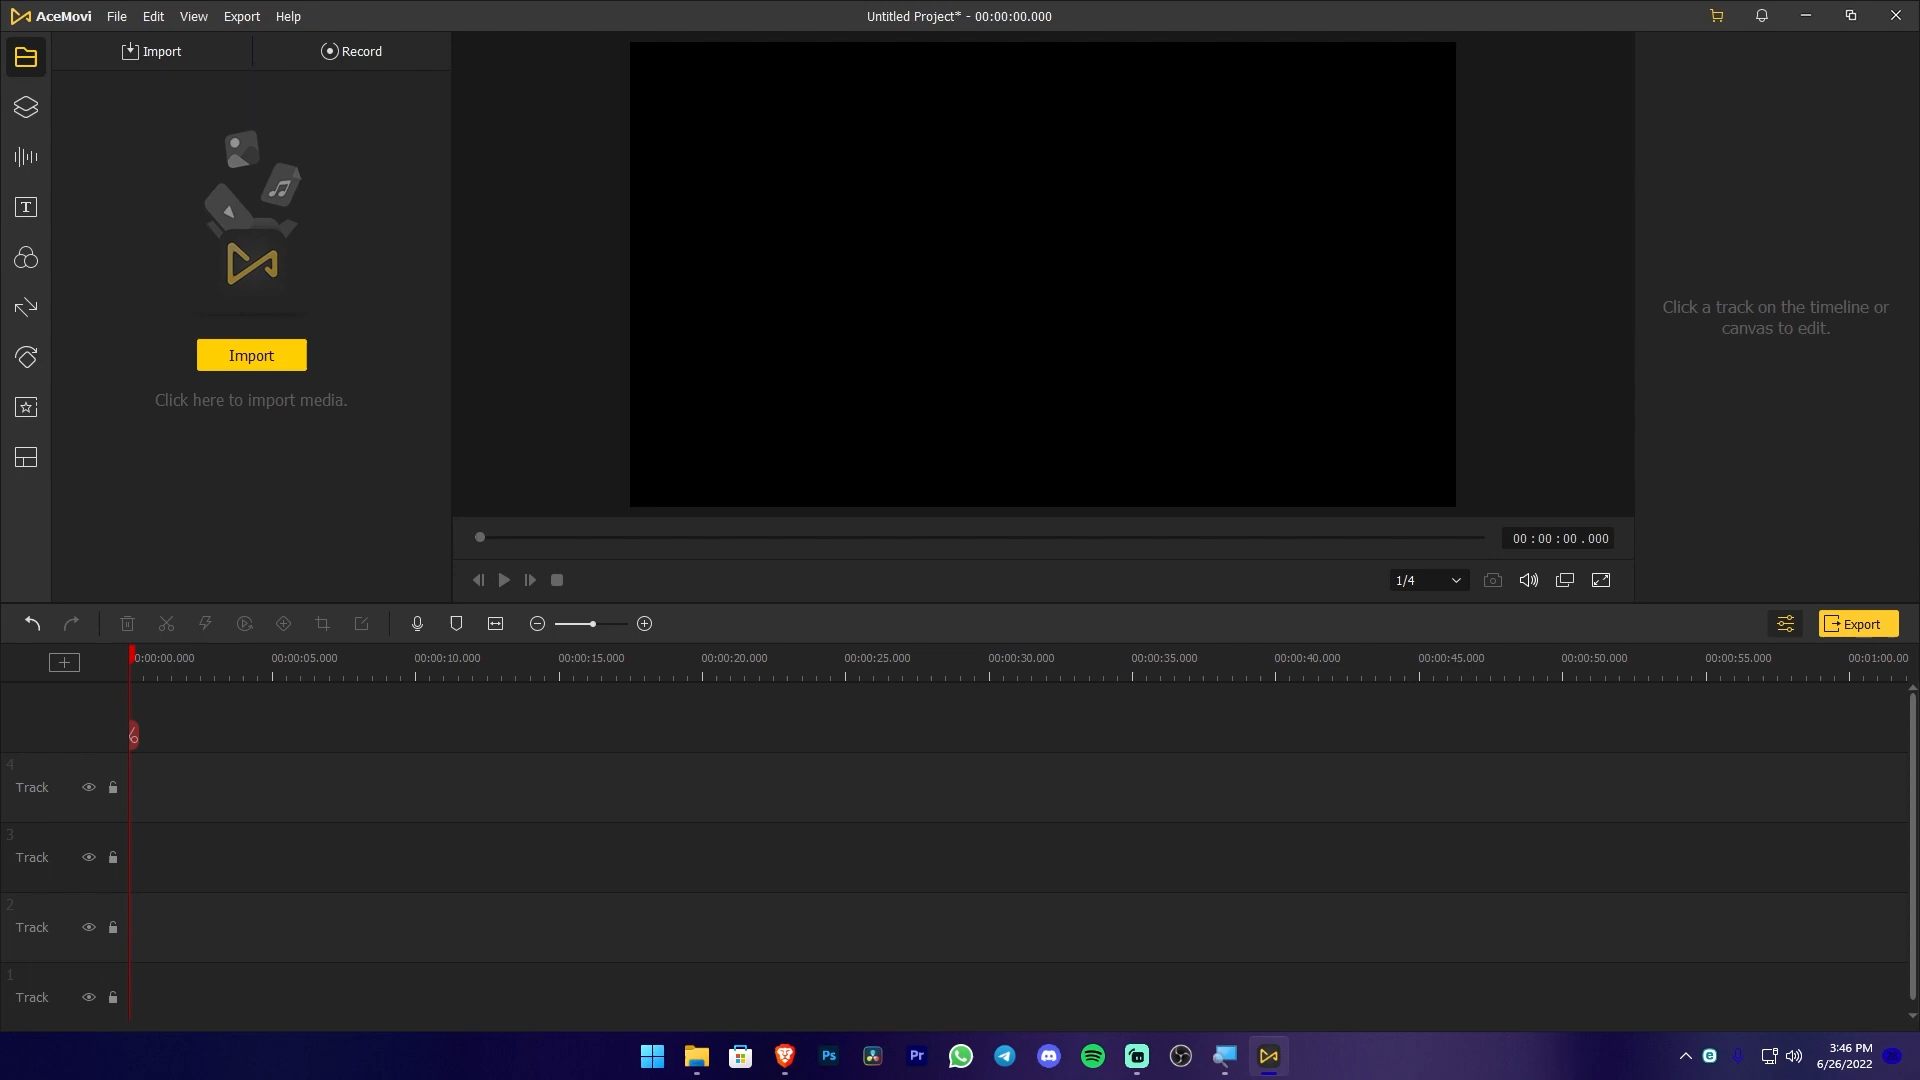 AceMovi File Edit View Export Help
Untitled Project* - 00:00:00.000
Import Record
T
Import
Click here to import media.
Click a track on the timeline or
canvas to edit.
00 : 00 : 00 . 000
1/4
Export
0:00:00.000 00:00:05.000 00:00:10.000 00:00:15.000 00:00:20.000 00:00:25.000 00:00:30.000 00:00:35.000 00:00:40.000 00:00:45.000 00:00:50.000 00:00:55.000 00:01:00.00
4
Track
3
Track
2
Track
1
Track
Ps Pr
3:46 PM
6/26/2022